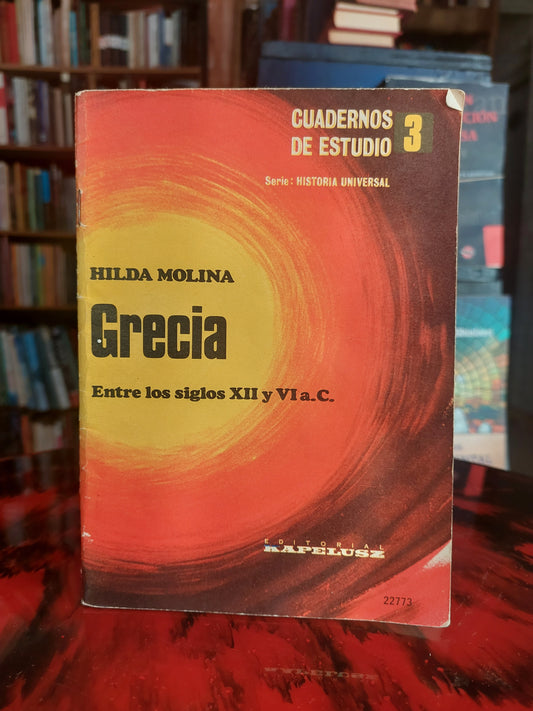 CUADERNOS
DE ESTUDIO
3
Serie: HISTORIA UNIVERSAL
HILDA MOLINA
Grecia
Entre los siglos XII y VI a.C.
EDITORIAL
KAPELUSZ
22773